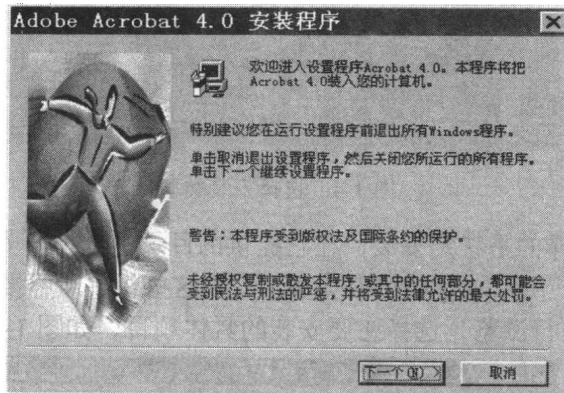 Adobe Acrobat 4.0 安装程序
欢迎进入设置程序Acrobat 4.0。本程序将把
Acrobat 4.0装入您的计算机。
特别建议您在运行设置程序前退出所有Windows程序。
单击取消退出设置程序，然后关闭您所运行的所有程序。
单击下一个继续设置程序。
警告：本程序受到版权法及国际条约的保护。
未经授权复制或散发本程序，或其中的任何部分，都可能会
受到民法与刑法的严惩，并将受到法律允许的最大处罚。
下一个(N) >
取消